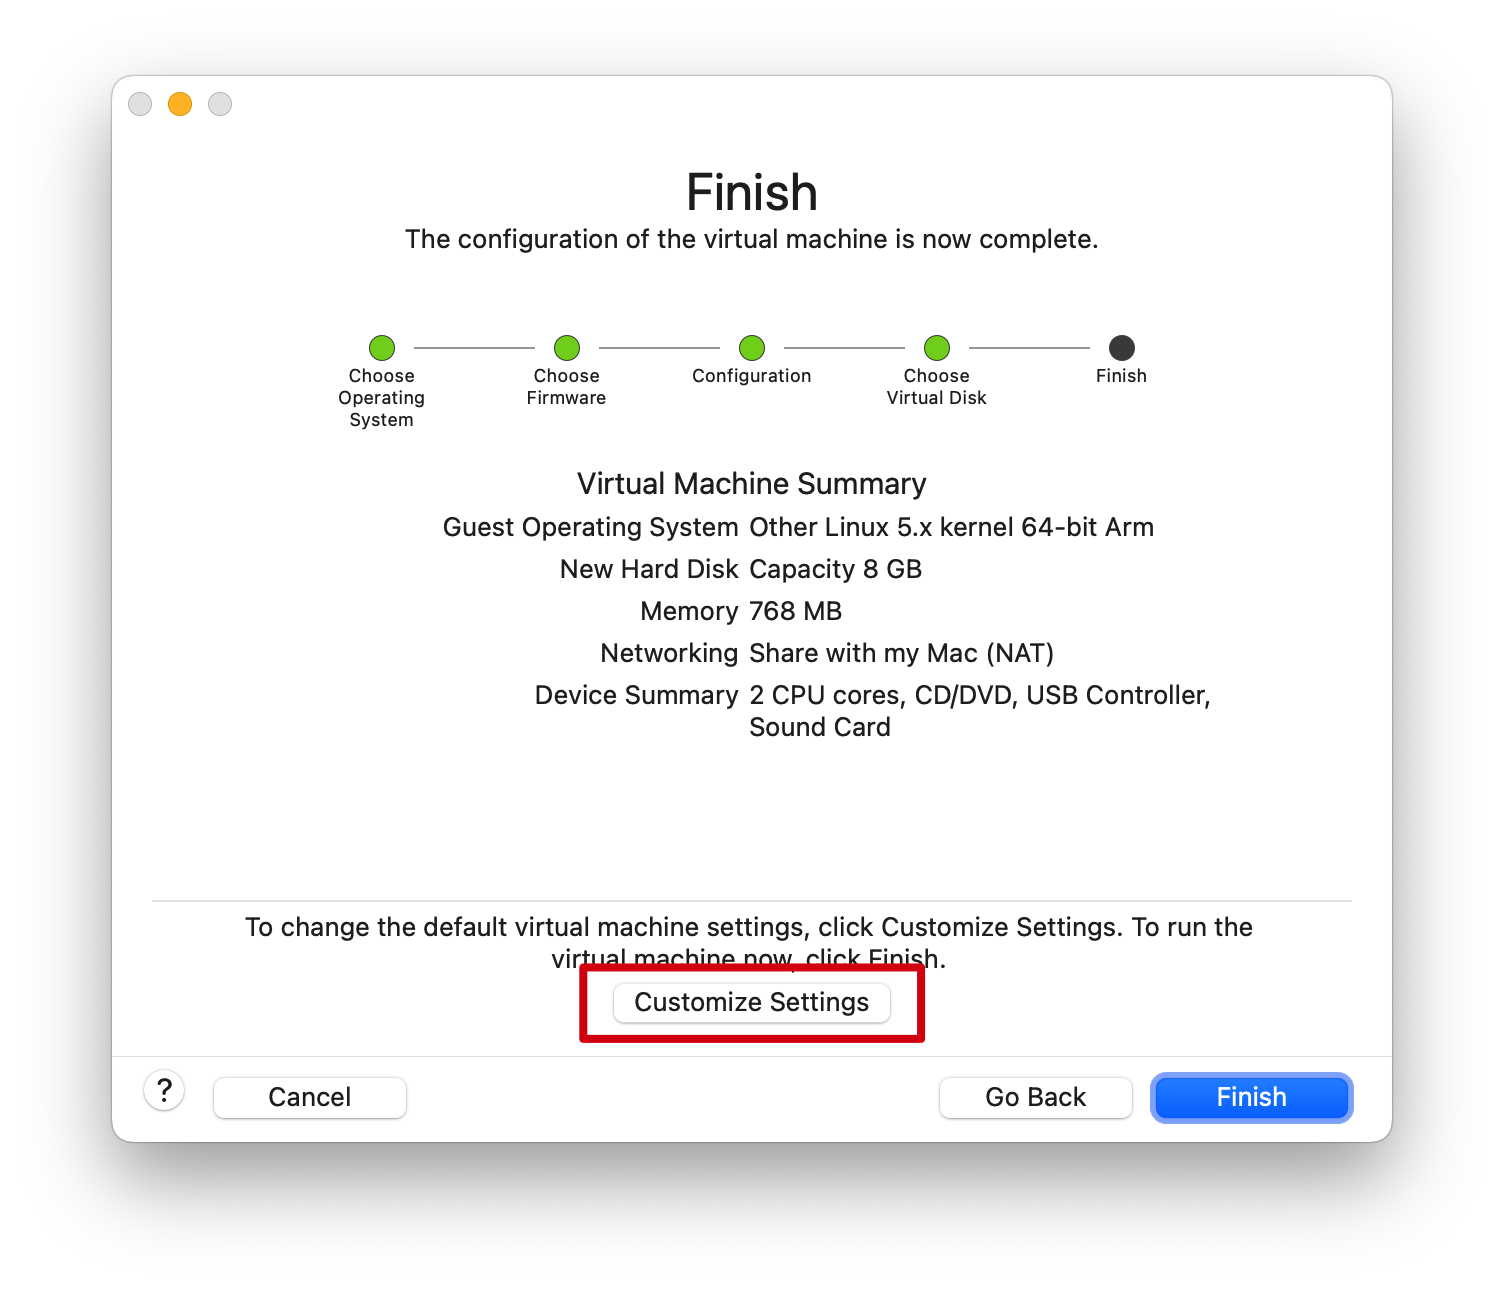 Finish
The configuration of the virtual machine is now complete.
Choose
Operating
System
Choose
Firmware
Configuration
Choose
Virtual Disk
Finish
Virtual Machine Summary
Guest Operating System Other Linux 5.x kernel 64-bit Arm
New Hard Disk Capacity 8 GB
Memory 768 MB
Networking Share with my Mac (NAT)
Device Summary 2 CPU cores, CD/DVD, USB Controller,
Sound Card
To change the default virtual machine settings, click Customize Settings. To run the
virtual machine now, click Finish.
Customize Settings
? Cancel Go Back Finish